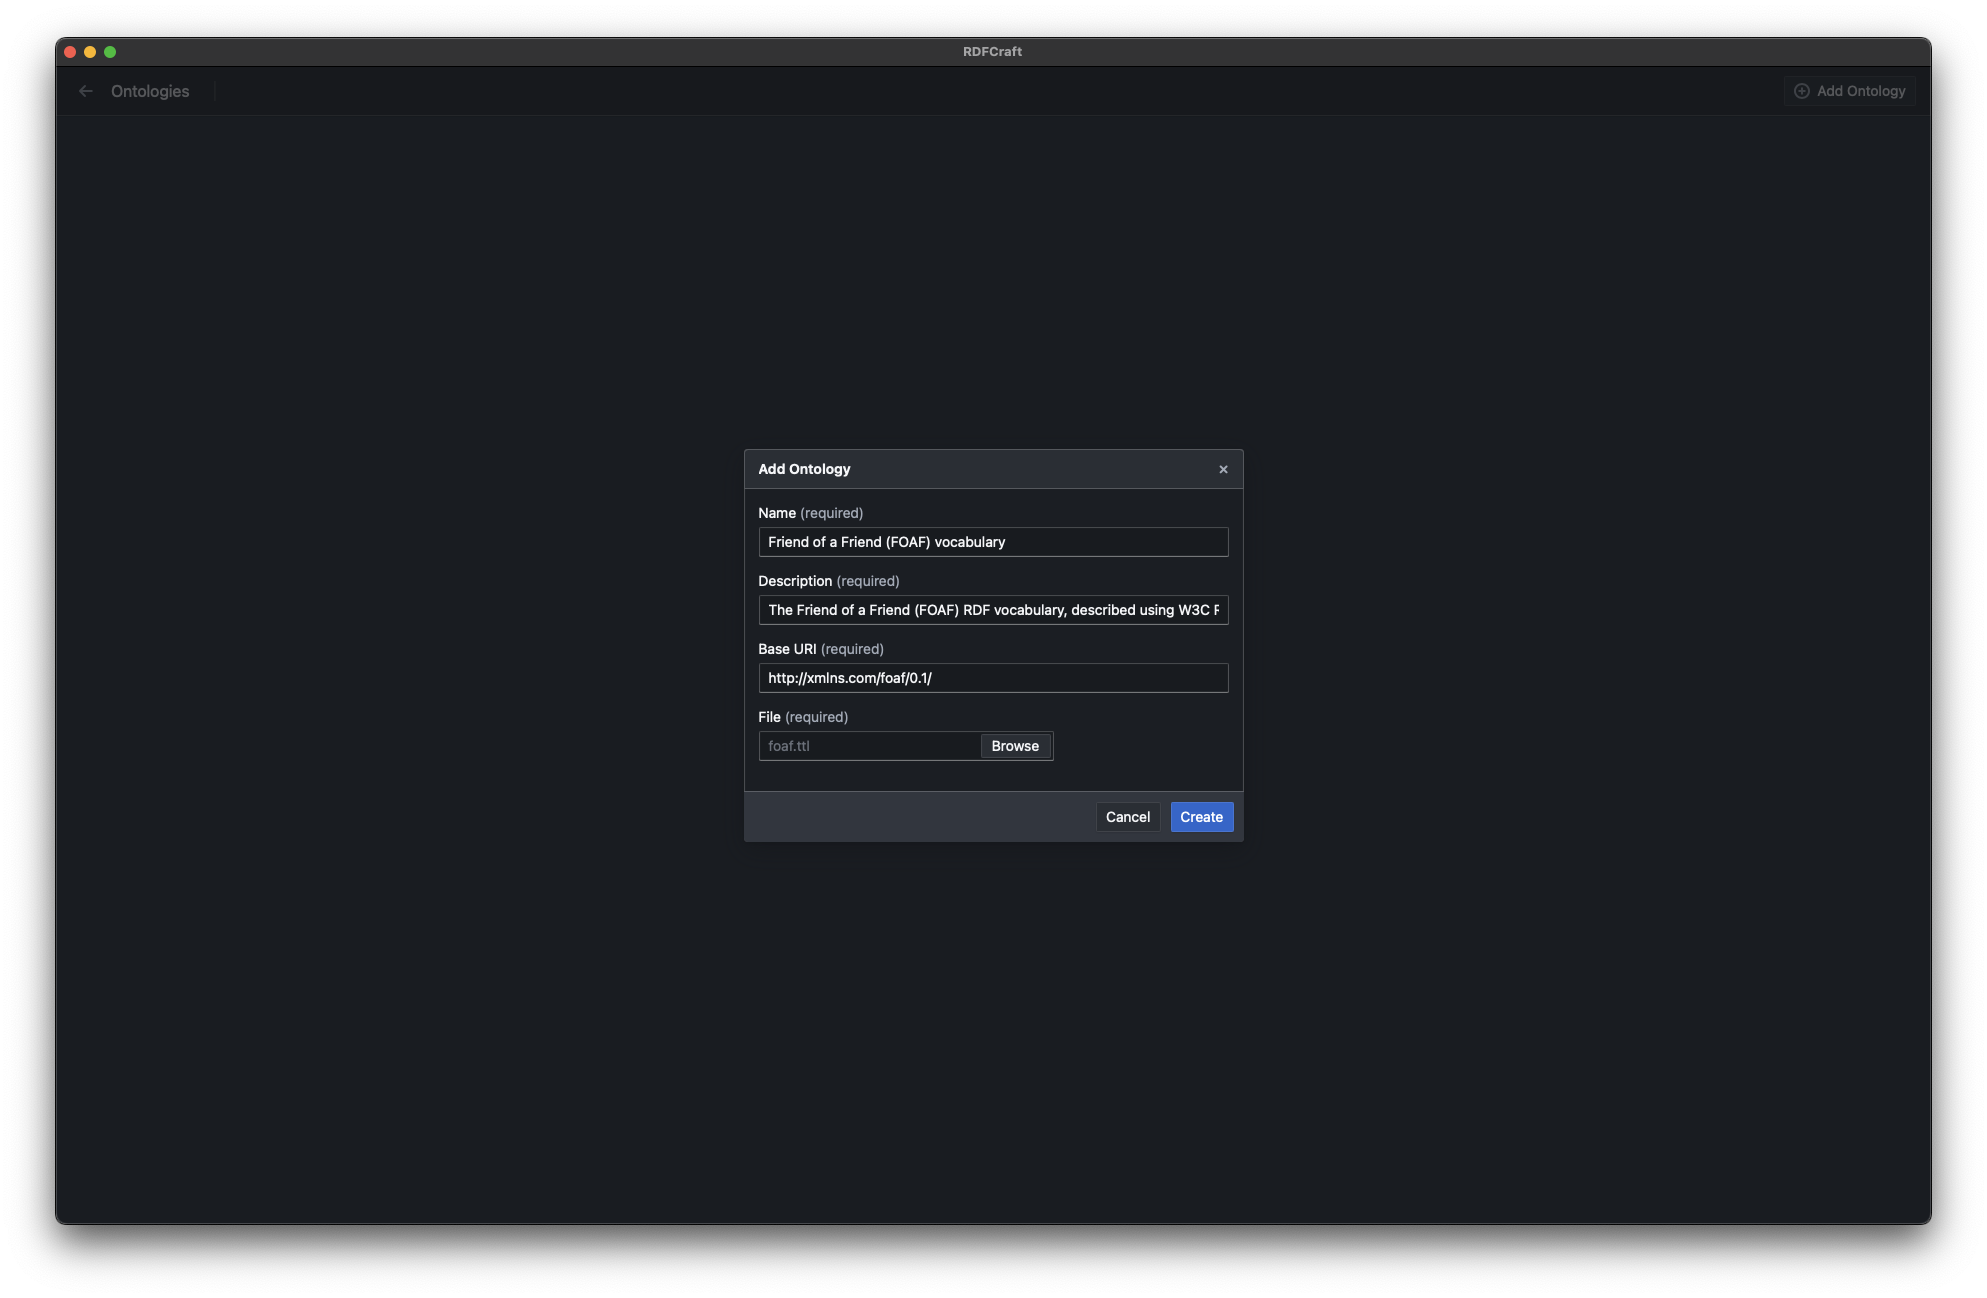 RDFCraft
Ontologies
Add Ontology
Add Ontology
Name (required)
Friend of a Friend (FOAF) vocabulary
Description (required)
The Friend of a Friend (FOAF) RDF vocabulary, described using W3C
Base URI (required)
http://xmlns.com/foaf/0.1/
File (required)
foaf.ttl
Browse
Cancel
Create